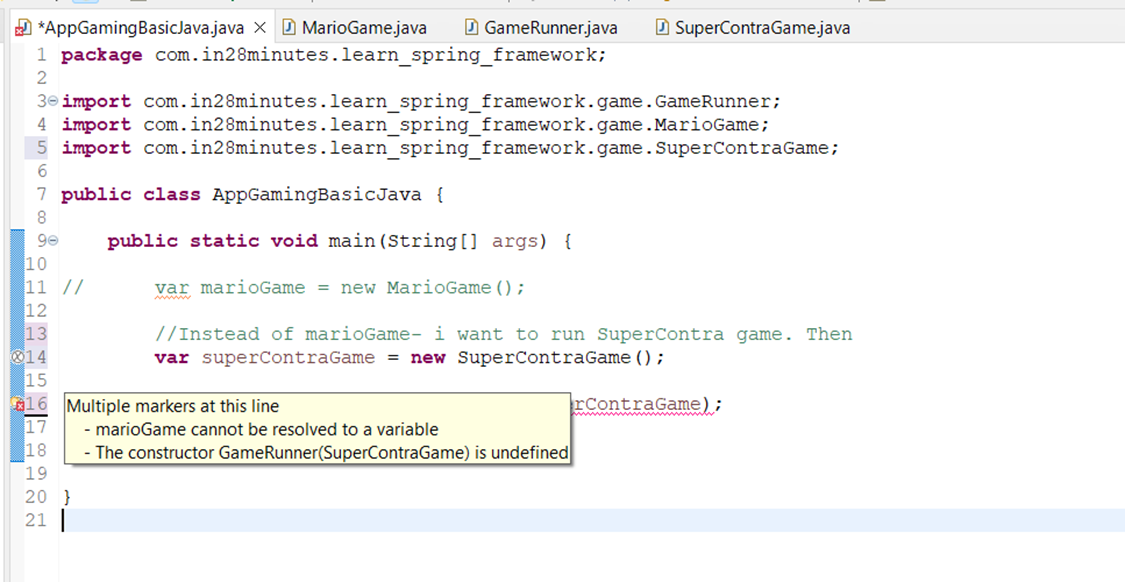 *AppGamingBasicJava.java MarioGame.java GameRunner.java SuperContraGame.java
1 package com.in28minutes.learn_spring_framework;
2
3 import com.in28minutes.learn_spring_framework.game.GameRunner;
4 import com.in28minutes.learn_spring_framework.game.MarioGame;
5 import com.in28minutes.learn_spring_framework.game.SuperContraGame;
6
7 public class AppGamingBasicJava {
8
9 public static void main(String[] args) {
10
11 // var marioGame = new MarioGame();
12
13 //Instead of marioGame- i want to run SuperContra game. Then
14 var superContraGame = new SuperContraGame();
15
16 rContraGame);
Multiple markers at this line
17 - marioGame cannot be resolved to a variable
18 - The constructor GameRunner(SuperContraGame) is undefined
19
20 }
21